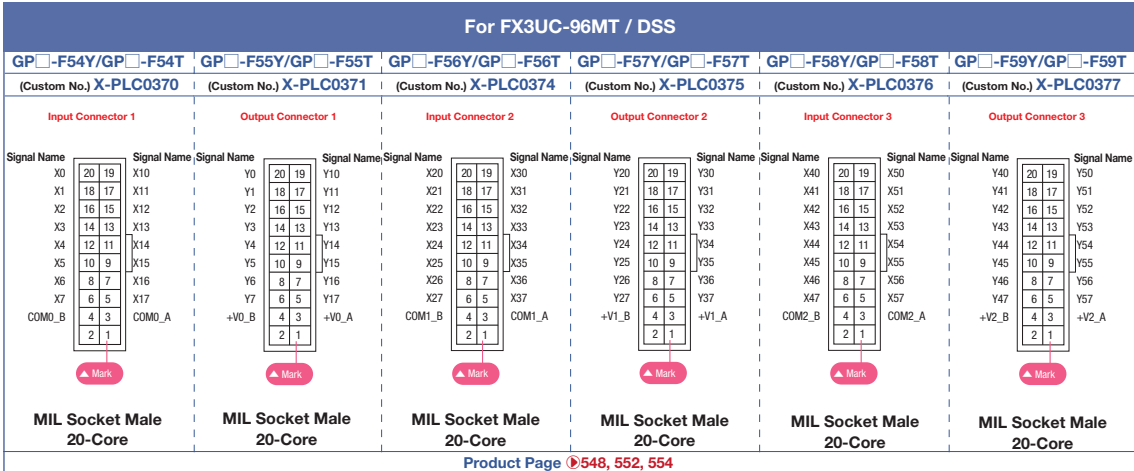 For FX3UC-96MT / DSS
GP□-F54Y/GP□-F54T GP□-F55Y/GP□-F55T GP□-F56Y/GP□-F56T GP□-F57Y/GP□-F57T GP□-F58Y/GP□-F58T GP□-F59Y/GP□-F59T
(Custom No.) X-PLC0370 (Custom No.) X-PLC0371 (Custom No.) X-PLC0374 (Custom No.) X-PLC0375 (Custom No.) X-PLC0376 (Custom No.) X-PLC0377
Input Connector 1 Output Connector 1 Input Connector 2 Output Connector 2 Input Connector 3 Output Connector 3
Signal Name Signal Name Signal Name Signal Name Signal Name Signal Name Signal Name Signal Name Signal Name Signal Name Signal Name Signal Name
X0 20 19 X10 Y0 20 19 Y10 X20 20 19 X30 Y20 20 19 Y30 X40 20 19 X50 Y40 20 19 Y50
X1 18 17 X11 Y1 18 17 Y11 X21 18 17 X31 Y21 18 17 Y31 X41 18 17 X51 Y41 18 17 Y51
X2 16 15 X12 Y2 16 15 Y12 X22 16 15 X32 Y22 16 15 Y32 X42 16 15 X52 Y42 16 15 Y52
X3 14 13 X13 Y3 14 13 Y13 X23 14 13 X33 Y23 14 13 Y33 X43 14 13 X53 Y43 14 13 Y53
X4 12 11 X14 Y4 12 11 Y14 X24 12 11 X34 Y24 12 11 Y34 X44 12 11 X54 Y44 12 11 Y54
X5 10 9 X15 Y5 10 9 Y15 X25 10 9 X35 Y25 10 9 Y35 X45 10 9 X55 Y45 10 9 Y55
X6 8 7 X16 Y6 8 7 Y16 X26 8 7 X36 Y26 8 7 Y36 X46 8 7 X56 Y46 8 7 Y56
X7 6 5 X17 Y7 6 5 Y17 X27 6 5 X37 Y27 6 5 Y37 X47 6 5 X57 Y47 6 5 Y57
COM0_B 4 3 COM0_A +V0_B 4 3 +V0_A COM1_B 4 3 COM1_A +V1_B 4 3 +V1_A COM2_B 4 3 COM2_A +V2_B 4 3 +V2_A
2 1 2 1 2 1 2 1 2 1 2 1
▲ Mark ▲ Mark ▲ Mark ▲ Mark ▲ Mark ▲ Mark
MIL Socket Male MIL Socket Male MIL Socket Male MIL Socket Male MIL Socket Male MIL Socket Male
20-Core 20-Core 20-Core 20-Core 20-Core 20-Core
Product Page 548, 552, 554